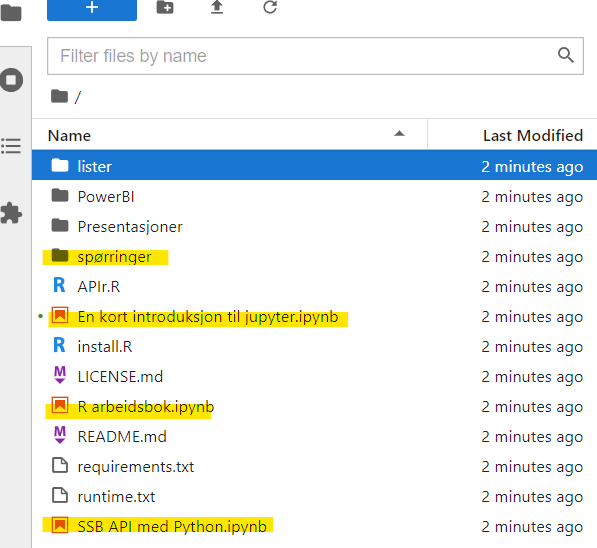 Filter files by name
/
Name Last Modified
lister 2 minutes ago
PowerBI 2 minutes ago
Presentasjoner 2 minutes ago
spørringer 2 minutes ago
APIr.R 2 minutes ago
En kort introduksjon til jupyter.ipynb 2 minutes ago
install.R 2 minutes ago
LICENSE.md 2 minutes ago
R arbeidsbok.ipynb 2 minutes ago
README.md 2 minutes ago
requirements.txt 2 minutes ago
runtime.txt 2 minutes ago
SSB API med Python.ipynb 2 minutes ago